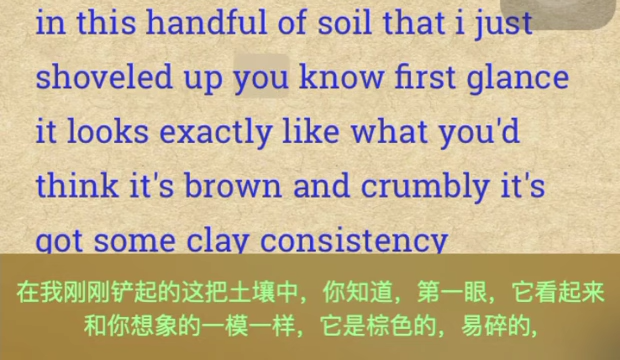 in this handful of soil that i just
shoveled up you know first glance
it looks exactly like what you'd
think it's brown and crumbly it's
got some clay consistency
在我刚刚铲起的这把土壤中，你知道，第一眼，它看起来
和你想象的一模一样，它是棕色的，易碎的，